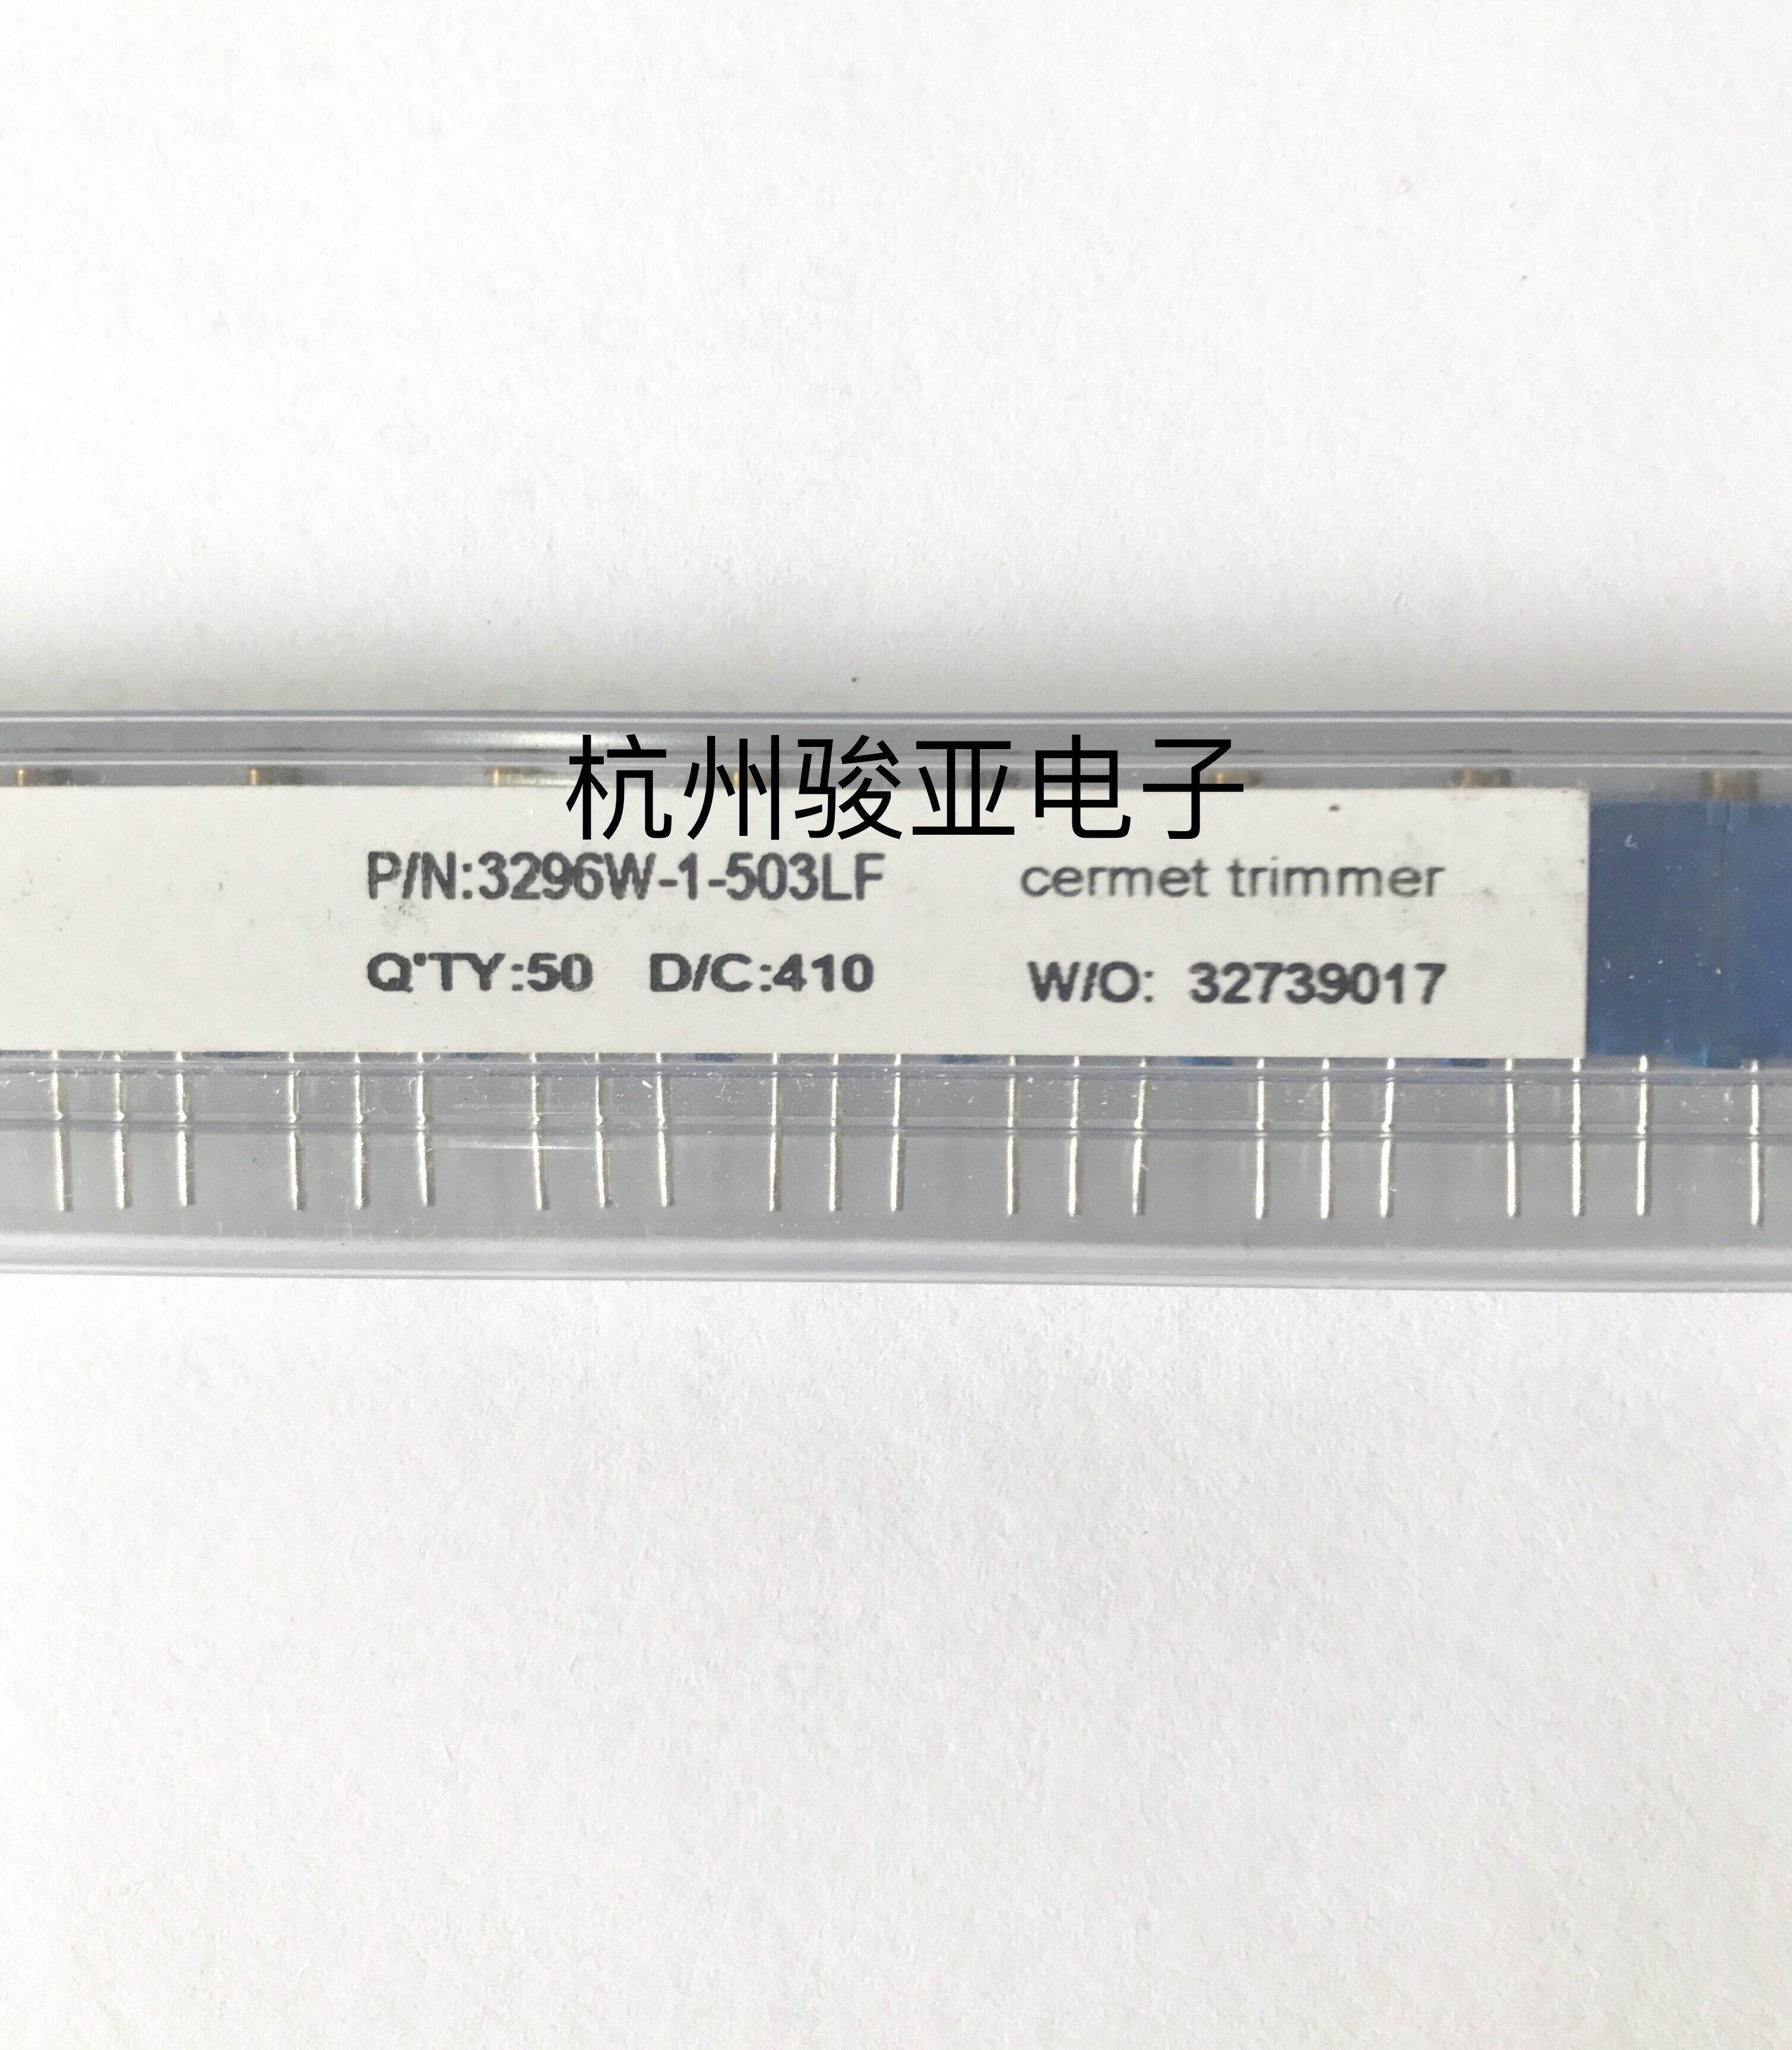 杭州骏亚电子
P/N:3296W-1-503LF cermet trimmer
Q'TY:50 D/C:410 W/O: 32739017